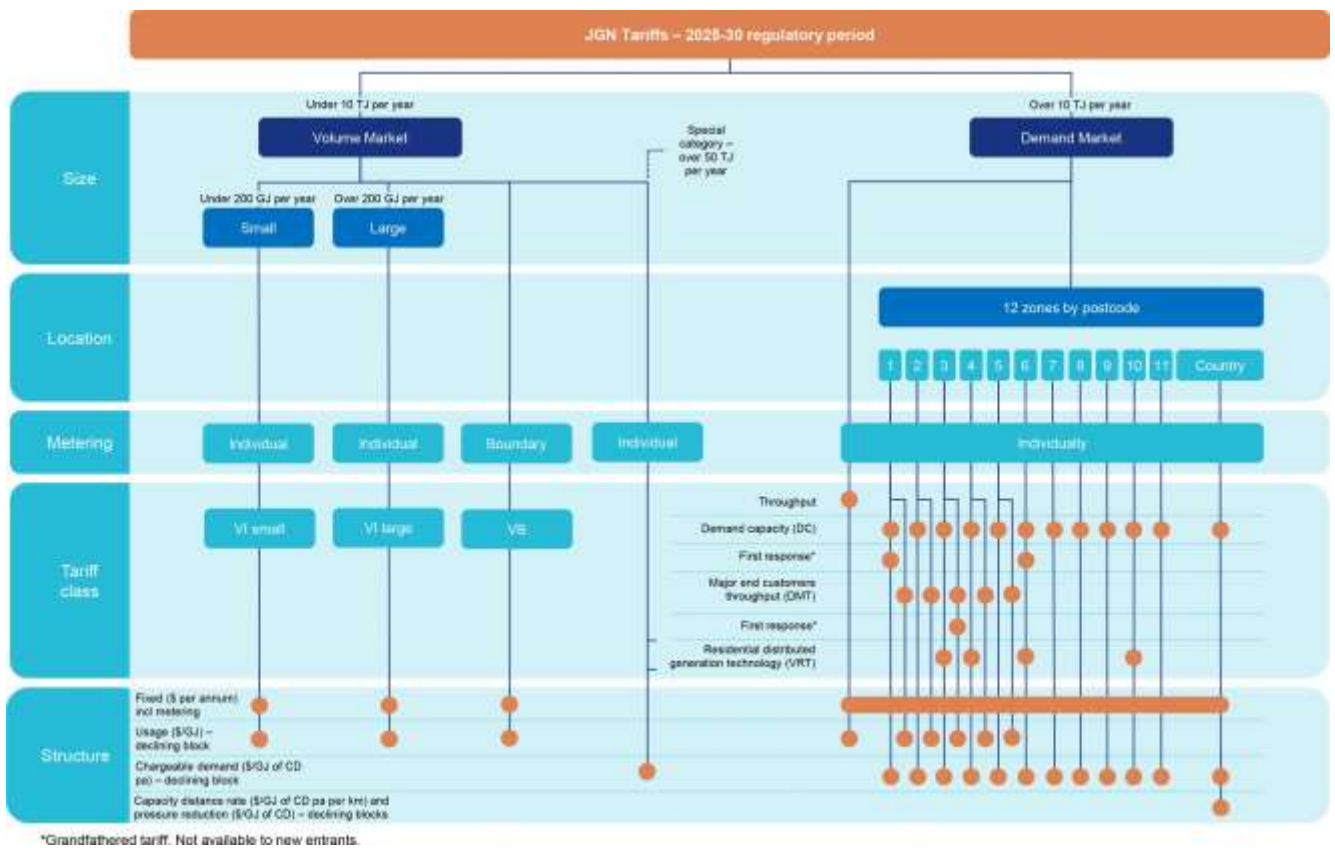 JGN Tariffs – 2025-30 regulatory period
Under 10 TJ per year
Over 10 TJ per year
Volume Market
Special
category –
over 50 TJ
per year
Demand Market
Size
Under 200 GJ per year
Over 200 GJ per year
Small
Large
12 zones by postcode
Location
1
2
3
4
5
6
7
8
9
10
11
Country
Metering
Individual
Individual
Boundary
Individual
Individually
Throughput
VI small
VI large
VB
Demand capacity (DC)
First response*
Tariff
class
Major end customers
throughput (DMT)
First response*
Residential distributed
generation technology (VRT)
Fixed ($ per annum)
incl metering
Usage ($/GJ) –
declining block
Structure
Chargeable demand ($/GJ of CD
pa) – declining block
Capacity distance rate ($/GJ of CD pa per km) and
pressure reduction ($/GJ of CD) – declining blocks
*Grandfathered tariff. Not available to new entrants.